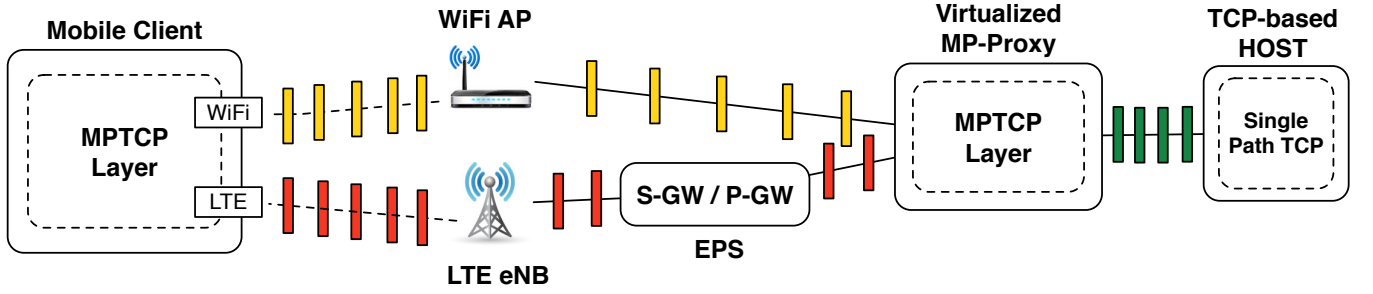 Mobile Client
WiFi AP
Virtualized
MP-Proxy
TCP-based
HOST
WiFi
MPTCP
Layer
LTE
LTE eNB
S-GW / P-GW
EPS
MPTCP
Layer
Single
Path TCP